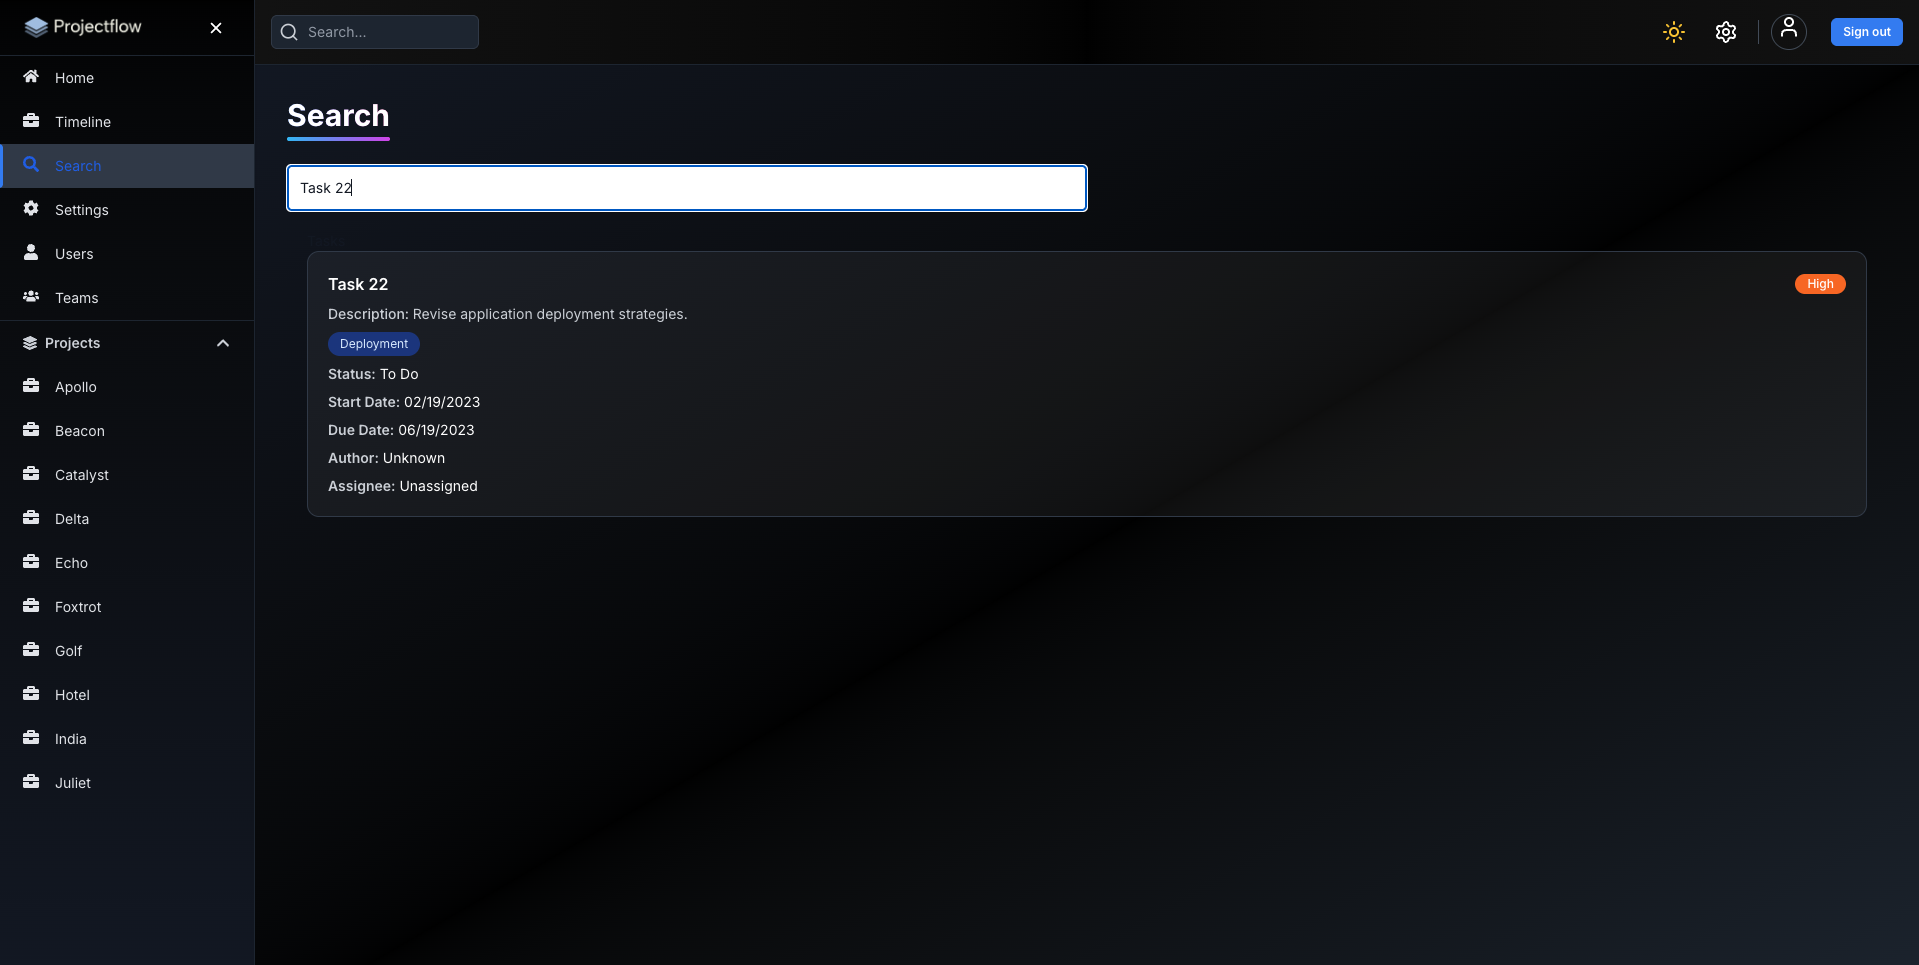 Projectflow
Search...
Sign out
Home
Timeline
Search
Settings
Users
Teams
Projects
Apollo
Beacon
Catalyst
Delta
Echo
Foxtrot
Golf
Hotel
India
Juliet
Search
Task 22
Task 22
High
Description: Revise application deployment strategies.
Deployment
Status: To Do
Start Date: 02/19/2023
Due Date: 06/19/2023
Author: Unknown
Assignee: Unassigned